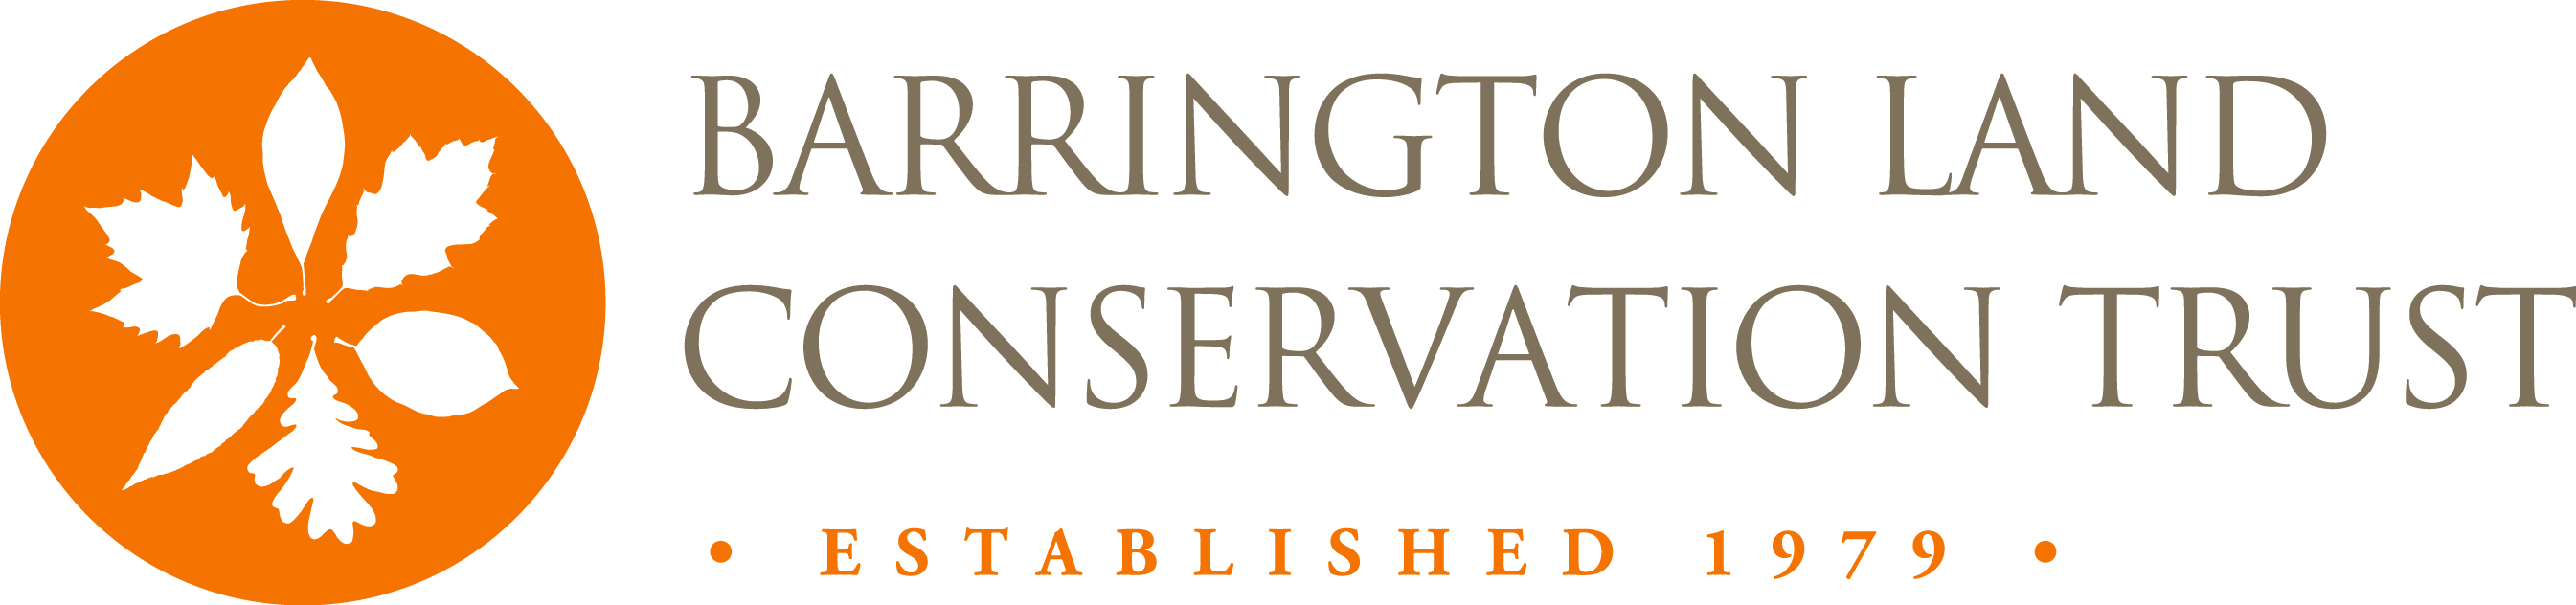 BARRINGTON LAND
CONSERVATION TRUST
• ESTABLISHED 1979 •